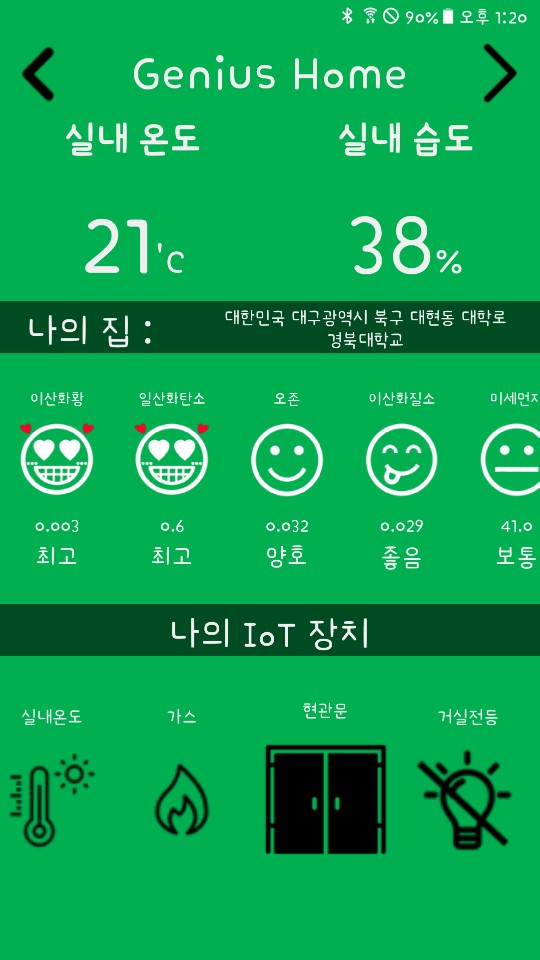 90% 오후 1:20
Genius Home
실내 온도 실내 습도
21'c 38%
나의 집 : 대한민국 대구광역시 북구 대현동 대학로
경북대학교
이산화황 일산화탄소 오존 이산화질소 미세먼지
0.003 0.6 0.032 0.029 41.0
최고 최고 양호 좋음 보통
나의 IoT 장치
실내온도 가스 현관문 거실전등